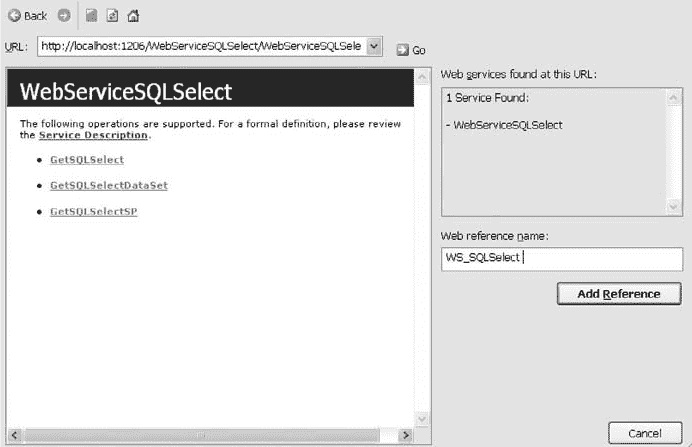 Back
URL: http://localhost:1206/WebServiceSQLSelect/WebServiceSQLSele Go
WebServiceSQLSelect
The following operations are supported. For a formal definition, please review
the Service Description.
• GetSQLSelect
• GetSQLSelectDataSet
• GetSQLSelectSP
Web services found at this URL:
1 Service Found:
- WebServiceSQLSelect
Web reference name:
WS_SQLSelect
Add Reference
Cancel